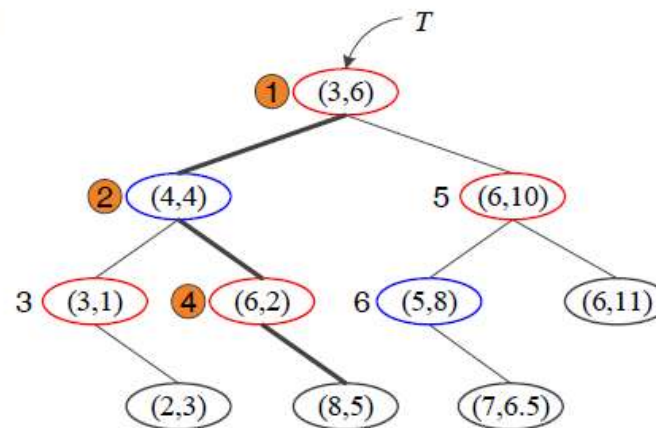 T
1 (3,6)
2 (4,4) 5 (6,10)
3 (3,1) 4 (6,2) 6 (5,8) (6,11)
(2,3) (8,5) (7,6.5)